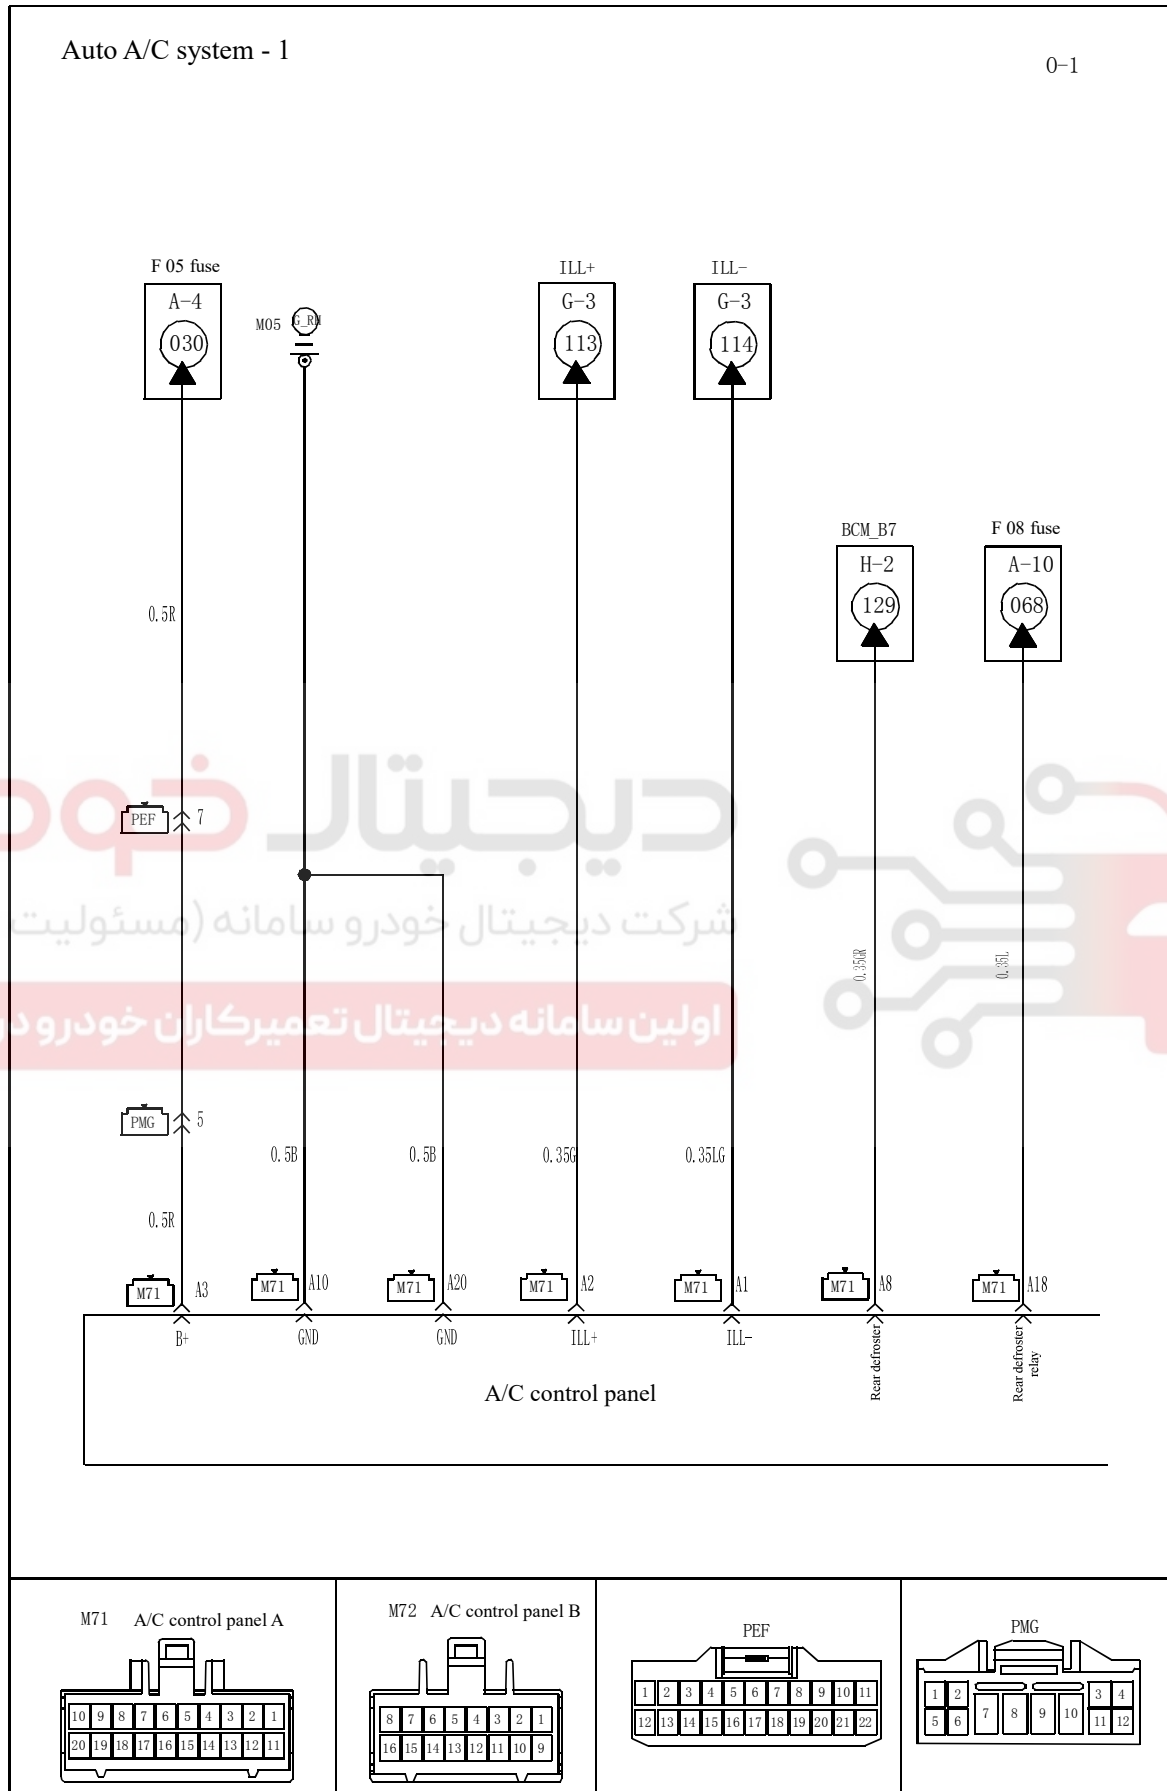 Auto A/C system - 1
0-1
F 05 fuse
ILL+
ILL-
A-4
030
M05
G_RH
G-3
113
G-3
114
BCM_B7
F 08 fuse
H-2
129
A-10
068
0.5R
دیجیتال خود
PEF
7
شرکت دیجیتال خودرو سامانه (مسئولیت
0.35GR
0.35L
اولین سامانه دیجیتال تعمیرکاران خودرو در
PMG
5
0.5B
0.5B
0.35G
0.35LG
0.5R
M71 A3
M71 A10
M71 A20
M71 A2
M71 A1
M71 A8
M71 A18
B+
GND
GND
ILL+
ILL-
Rear defroster
Rear defroster
relay
A/C control panel
M71 A/C control panel A
10 9 8 7 6 5 4 3 2 1
20 19 18 17 16 15 14 13 12 11
M72 A/C control panel B
8 7 6 5 4 3 2 1
16 15 14 13 12 11 10 9
PEF
1 2 3 4 5 6 7 8 9 10 11
12 13 14 15 16 17 18 19 20 21 22
PMG
1 2 3 4
7 8 9 10
5 6 11 12